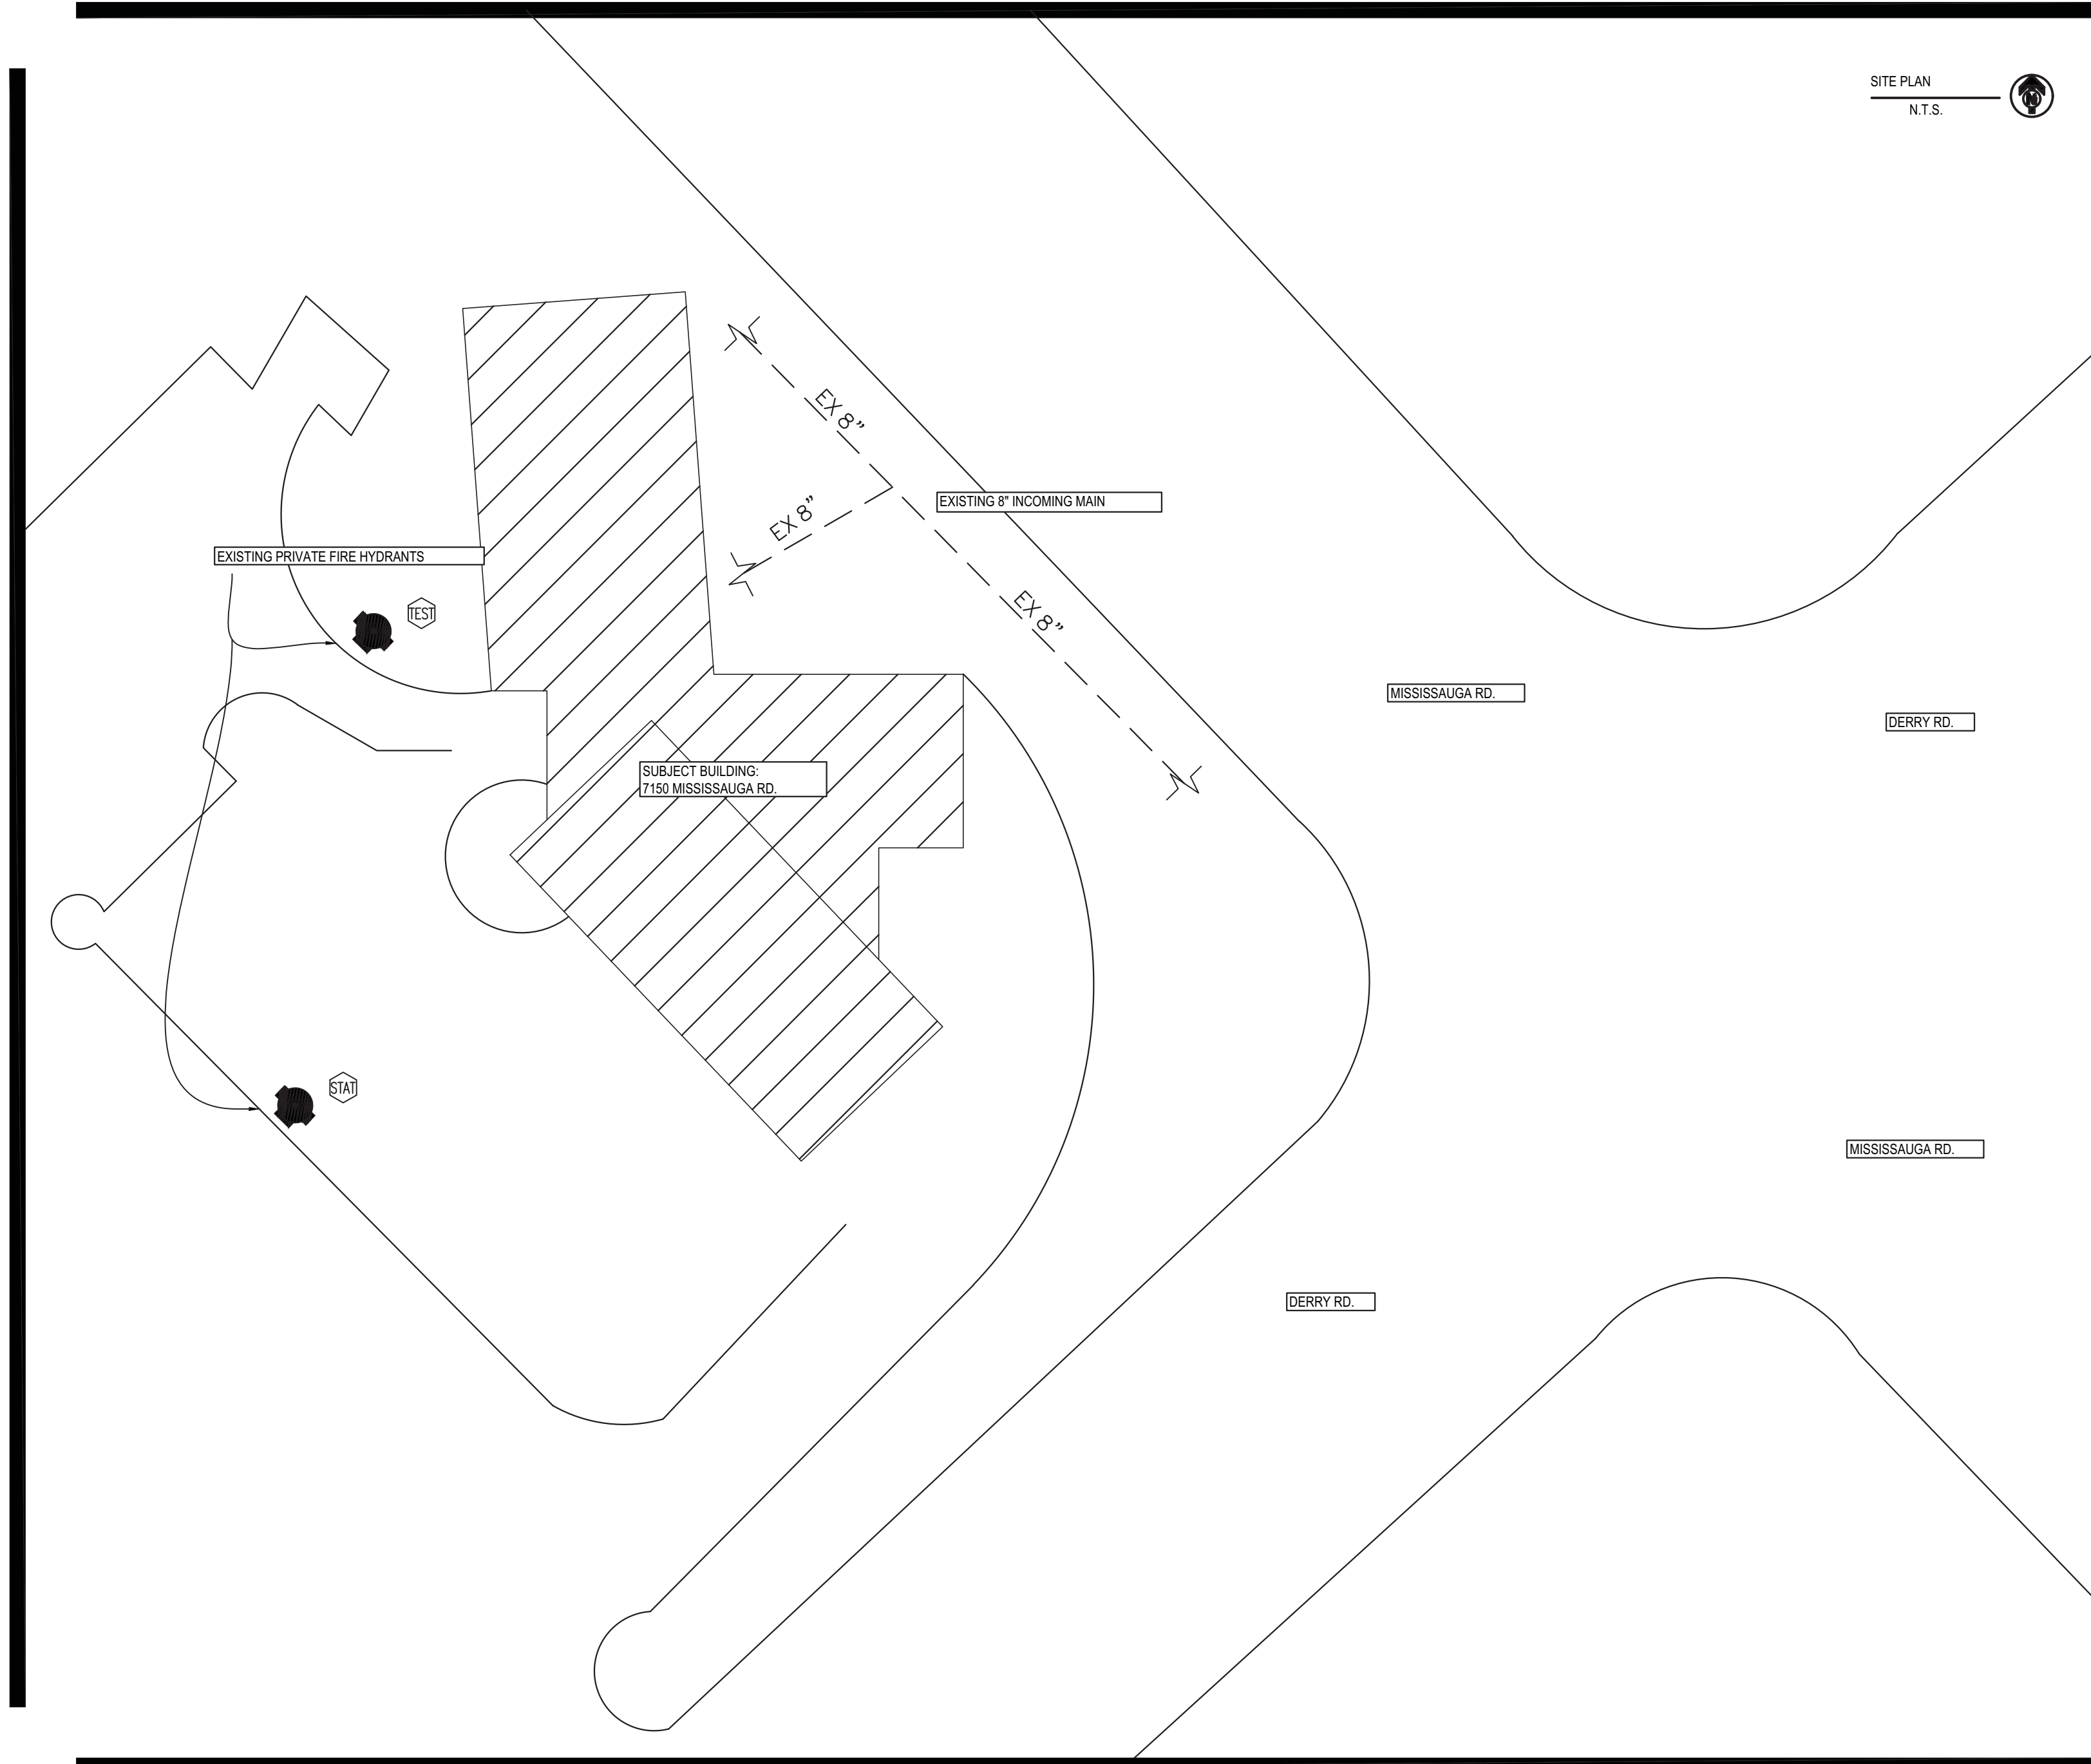 SITE PLAN
N.T.S.
N
EX 8"
EXISTING 8" INCOMING MAIN
EX 8"
EXISTING PRIVATE FIRE HYDRANTS
TEST
EX 8"
MISSISSAUGA RD.
DERRY RD.
SUBJECT BUILDING:
7150 MISSISSAUGA RD.
STAT
MISSISSAUGA RD.
DERRY RD.